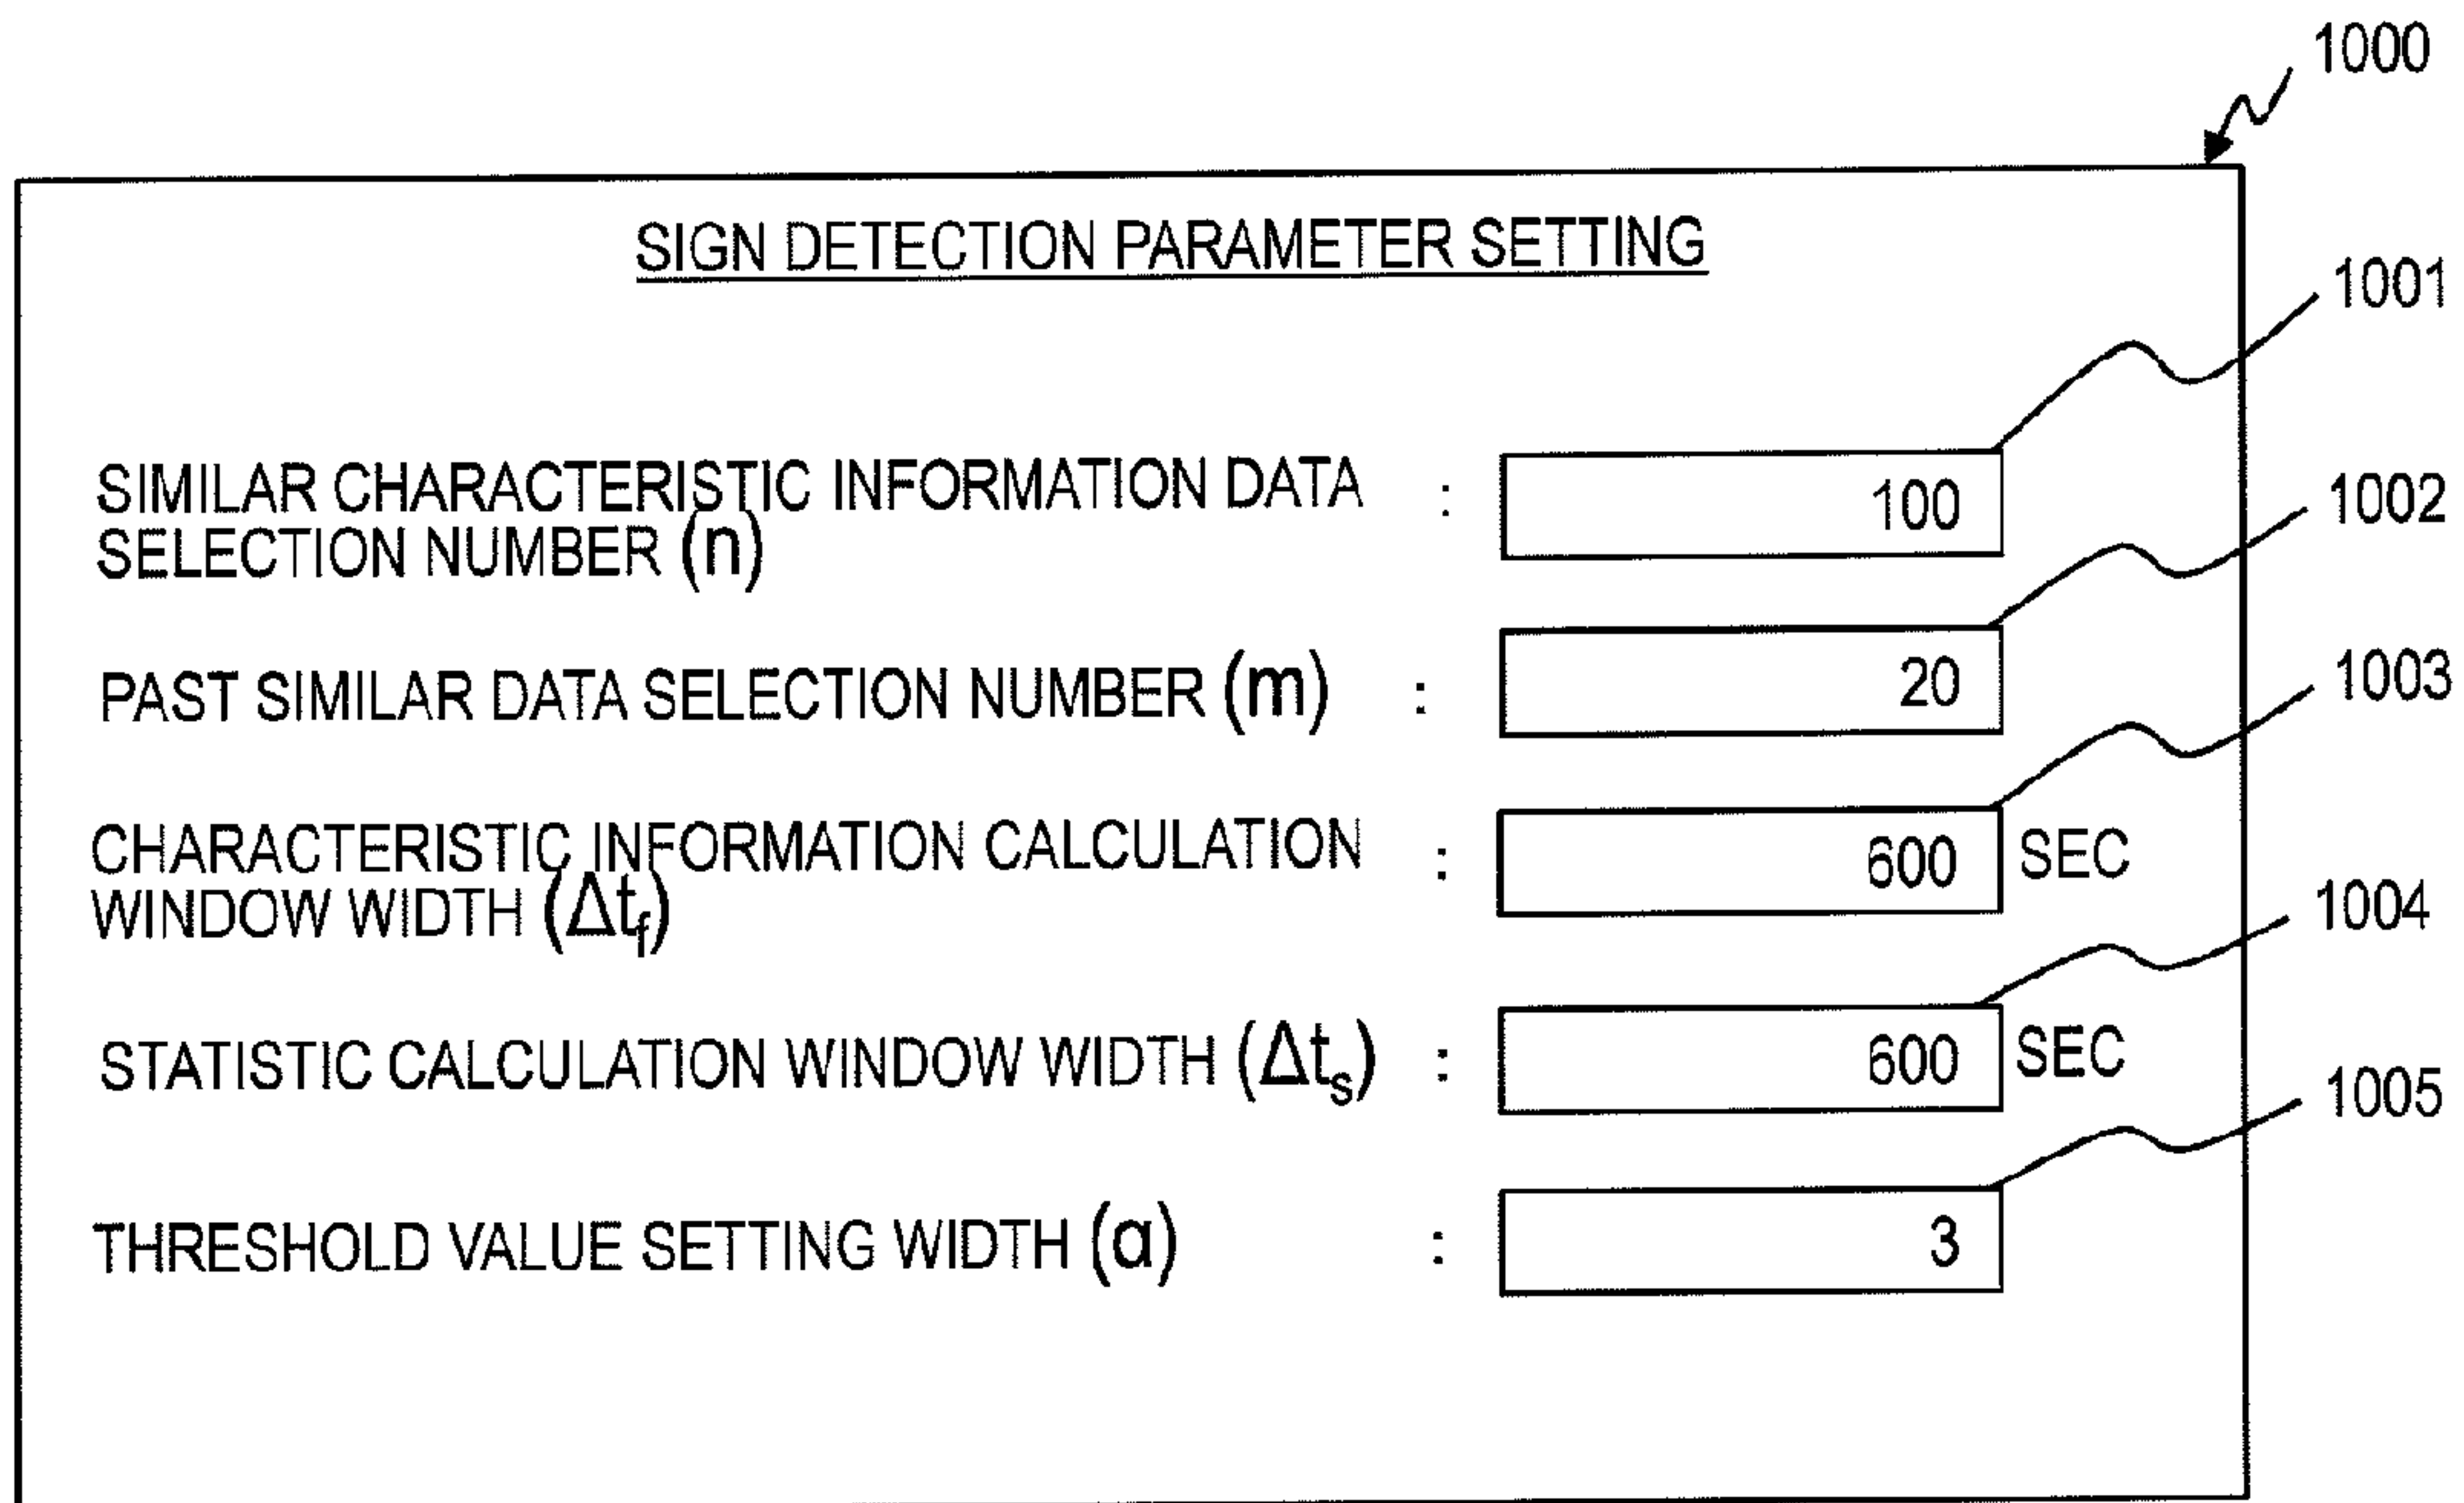 1000
SIGN DETECTION PARAMETER SETTING
1001
SIMILAR CHARACTERISTIC INFORMATION DATA : 100
SELECTION NUMBER (n)
1002
PAST SIMILAR DATA SELECTION NUMBER (m) : 20
1003
CHARACTERISTIC INFORMATION CALCULATION : 600 SEC
WINDOW WIDTH (Δtf)
1004
STATISTIC CALCULATION WINDOW WIDTH (Δts) : 600 SEC
1005
THRESHOLD VALUE SETTING WIDTH (a) : 3